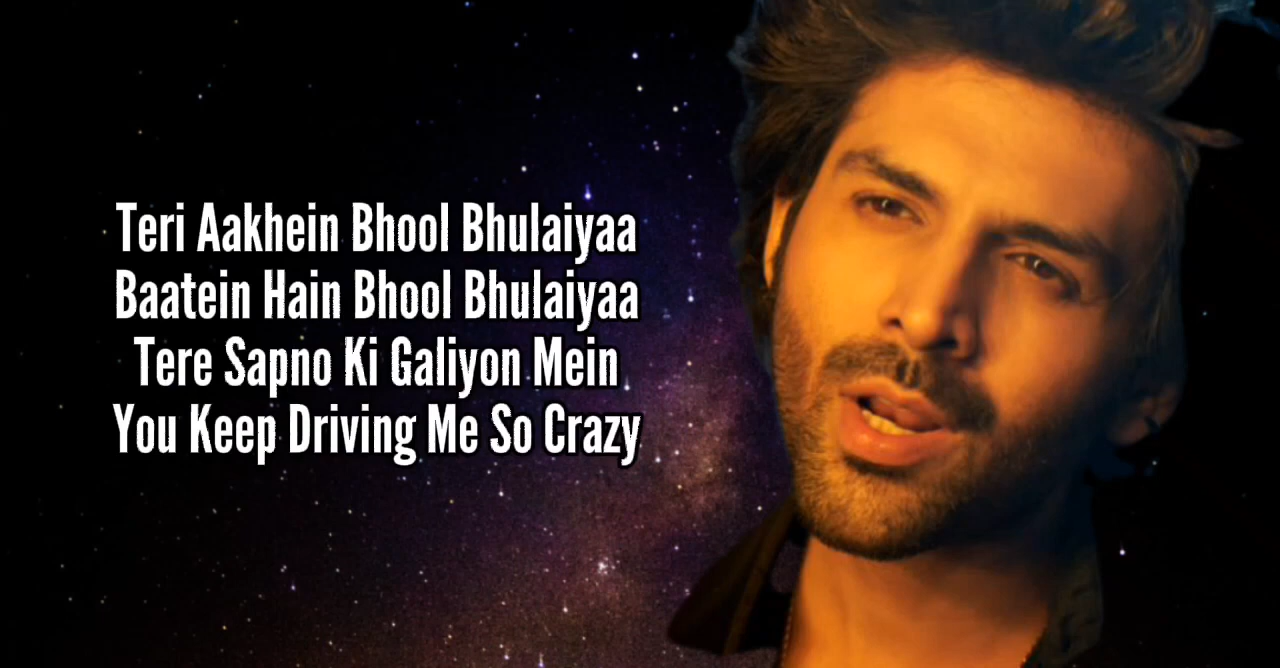 Teri Aakhein Bhool Bhulaiyaa
Baatein Hain Bhool Bhulaiyaa
Tere Sapno Ki Galiyon Mein
You Keep Driving Me So Crazy